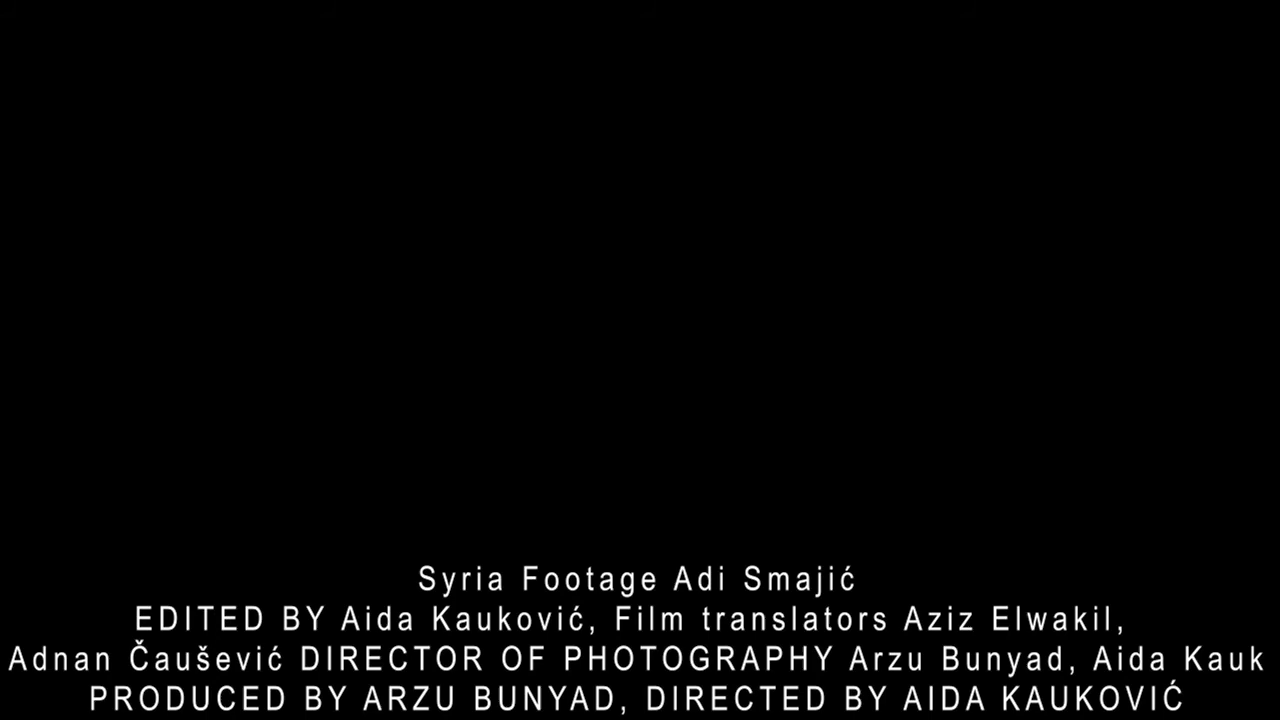 Syria Footage Adi Smajić
EDITED BY Aida Kauković, Film translators Aziz Elwakil,
Adnan Čaušević DIRECTOR OF PHOTOGRAPHY Arzu Bunyad, Aida Kauk
PRODUCED BY ARZU BUNYAD, DIRECTED BY AIDA KAUKOVIĆ